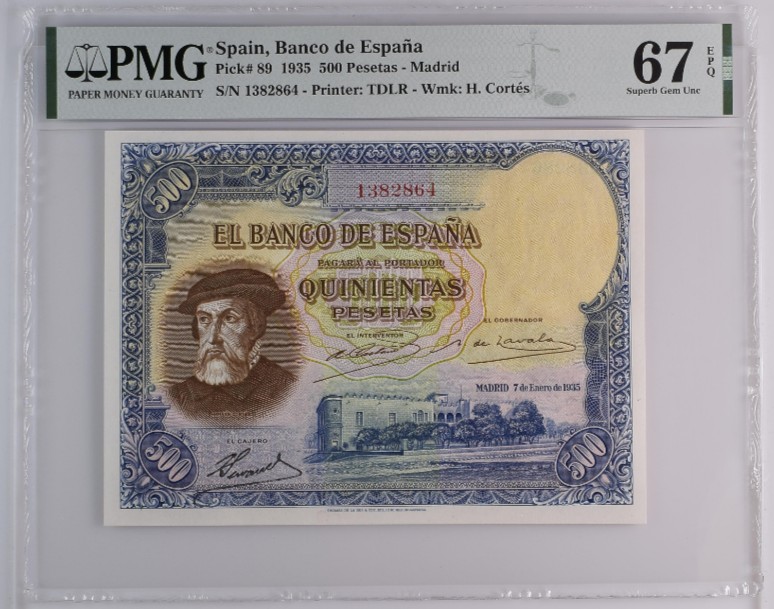 PMG® Spain, Banco de España
PAPER MONEY GUARANTY
Pick# 89 1935 500 Pesetas - Madrid
S/N 1382864 - Printer: TDLR - Wmk: H. Cortés
67 EPQ
Superb Gem Unc
500
1382864
EL BANCO DE ESPAÑA
PAGARÁ AL PORTADOR
QUINIENTAS
PESETAS
EL INTERVENTOR
EL GOBERNADOR
de Zavala
MADRID 7 de Enero de 1935
EL CAJERO
500
500